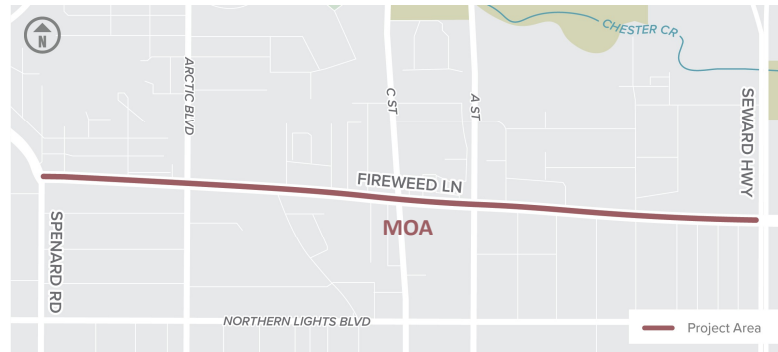 N
CHESTER CR
ARCTIC BLVD
C ST
A ST
SEWARD HWY
FIREWEED LN
MOA
SPENARD RD
NORTHERN LIGHTS BLVD
Project Area